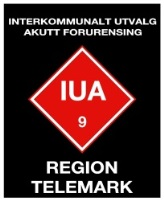 INTERKOMMUNALT UTVALG
AKUTT FORURENSING
IUA
9
REGION
TELEMARK